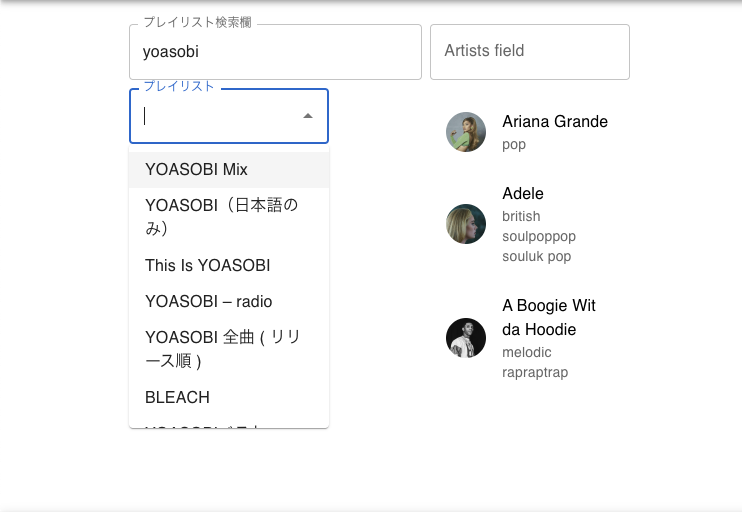 プレイリスト検索欄
yoasobi
Artists field
プレイリスト
YOASOBI Mix
YOASOBI（日本語の
み）
This Is YOASOBI
YOASOBI – radio
YOASOBI 全曲 ( リリ
ース順 )
BLEACH
Ariana Grande
pop
Adele
british
soulpoppop
souluk pop
A Boogie Wit
da Hoodie
melodic
rapraptrap